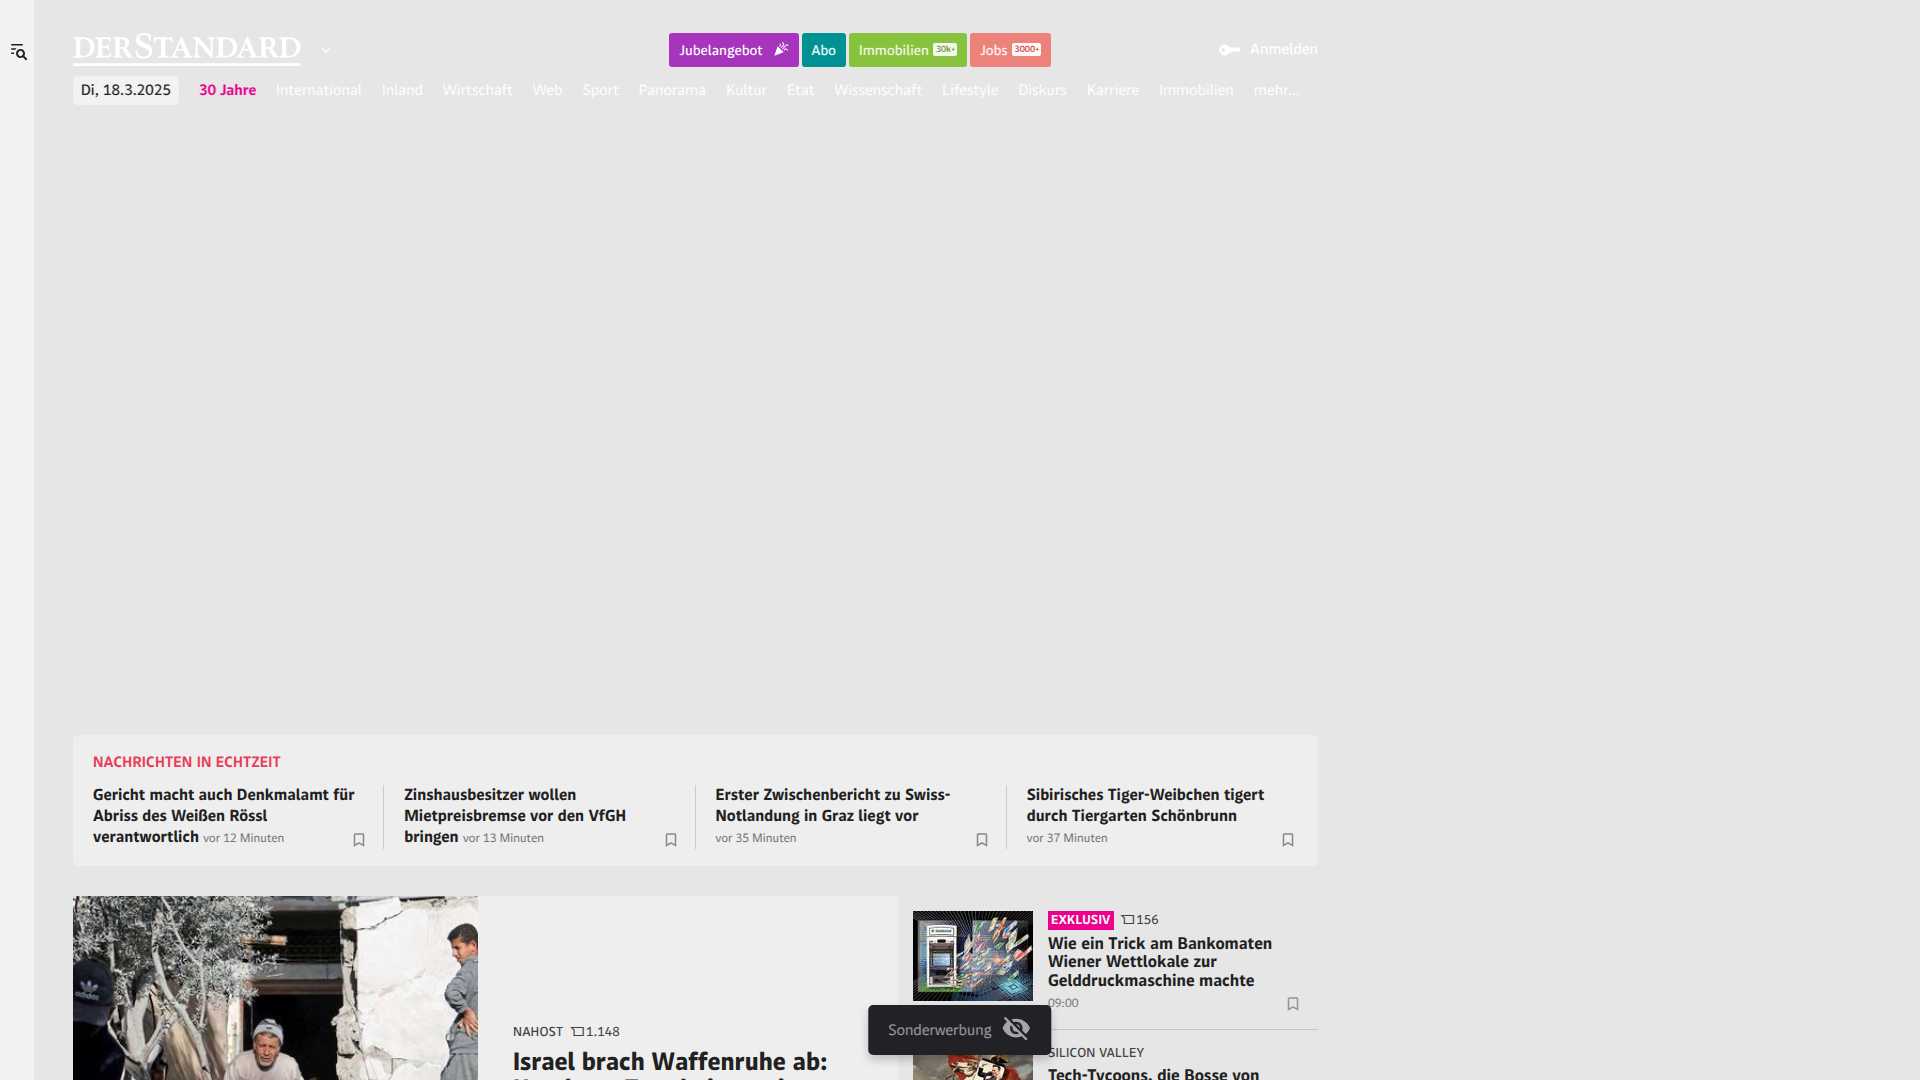 DERSTANDARD
Jubelangebot
Abo
Immobilien 30k+
Jobs 3000+
Anmelden
Di, 18.3.2025
30 Jahre
International
Inland
Wirtschaft
Web
Sport
Panorama
Kultur
Etat
Wissenschaft
Lifestyle
Diskurs
Karriere
Immobilien
mehr...
NACHRICHTEN IN ECHTZEIT
Gericht macht auch Denkmalamt für
Abriss des Weißen Rössl
verantwortlich vor 12 Minuten
Zinshausbesitzer wollen
Mietpreisbremse vor den VfGH
bringen vor 13 Minuten
Erster Zwischenbericht zu Swiss-
Notlandung in Graz liegt vor
vor 35 Minuten
Sibirisches Tiger-Weibchen tigert
durch Tiergarten Schönbrunn
vor 37 Minuten
adidas
NAHOST 1.148
Israel brach Waffenruhe ab:
EXKLUSIV 156
Wie ein Trick am Bankomaten
Wiener Wettlokale zur
Gelddruckmaschine machte
09:00
Sonderwerbung
SILICON VALLEY
Tech-Tycoons, die Bosse von